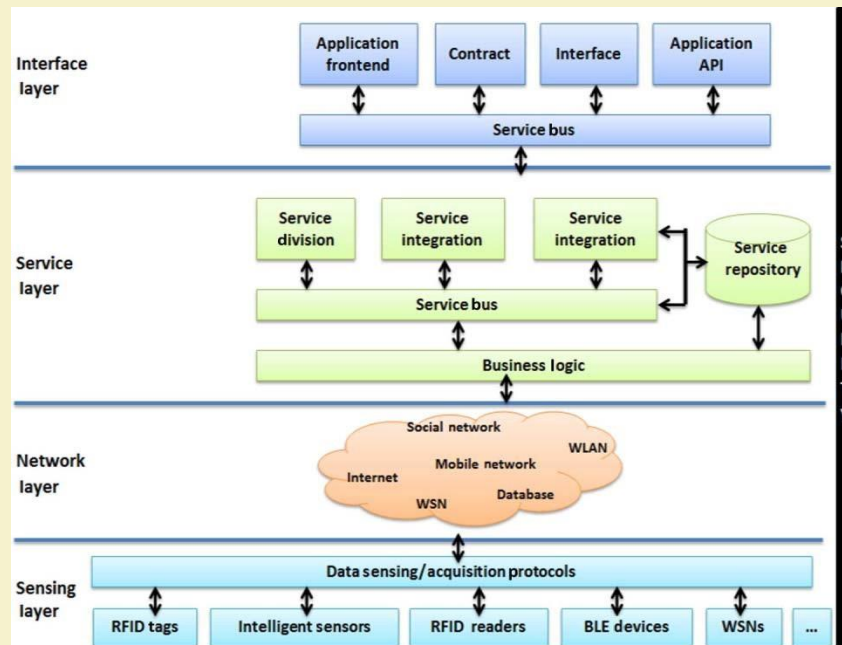 Interface
layer
Application
frontend
Contract
Interface
Application
API
Service bus
Service
layer
Service
division
Service
integration
Service
integration
Service
repository
Service bus
Business logic
Network
layer
Social network
WLAN
Mobile network
Internet
Database
WSN
Sensing
layer
Data sensing/acquisition protocols
RFID tags
Intelligent sensors
RFID readers
BLE devices
WSNs
...